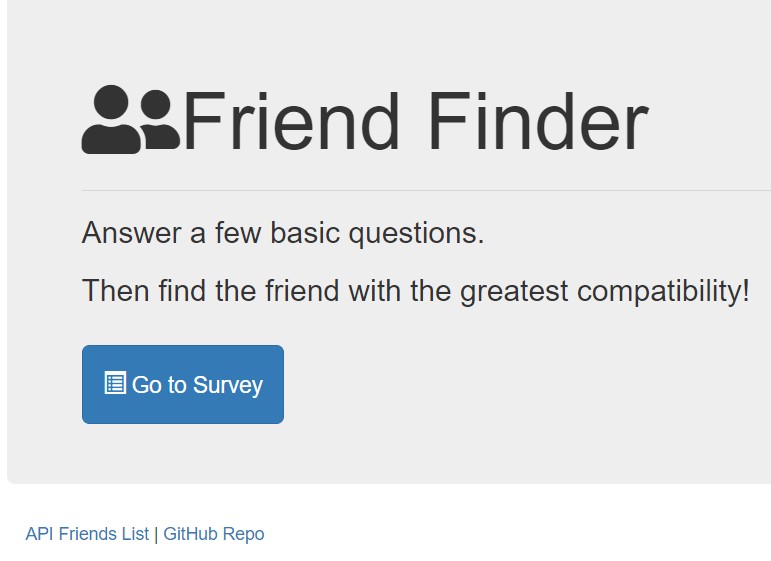 Friend Finder
Answer a few basic questions.
Then find the friend with the greatest compatibility!
Go to Survey
API Friends List | GitHub Repo